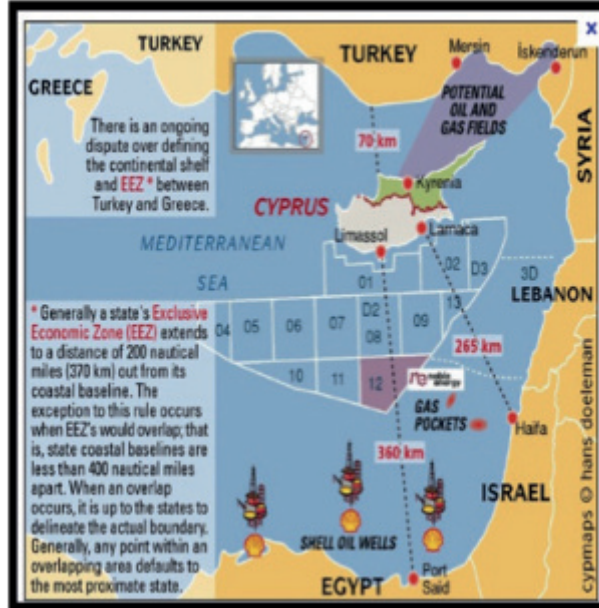 X
TURKEY
TURKEY
Mersin
İskenderun
GREECE
POTENTIAL
OIL AND
GAS FIELDS
SYRIA
There is an ongoing
dispute over defining
the continental shelf
and EEZ * between
Turkey and Greece.
70 km
Kyrenia
CYPRUS
Limassol
Larnaca
MEDITERRANEAN
SEA
01
02
D3
3D
LEBANON
13
04
05
06
07
D2
08
09
10
11
12
265 km
noble energy
GAS
POCKETS
Haifa
360 km
ISRAEL
* Generally a state's Exclusive
Economic Zone (EEZ) extends
to a distance of 200 nautical
miles (370 km) out from its
coastal baseline. The
exception to this rule occurs
when EEZ's would overlap; that
is, state coastal baselines are
less than 400 nautical miles
apart. When an overlap
occurs, it is up to the states to
delineate the actual boundary.
Generally, any point within an
overlapping area defaults to
the most proximate state.
SHELL OIL WELLS
EGYPT
Port
Said
cypmaps © hans doeleman